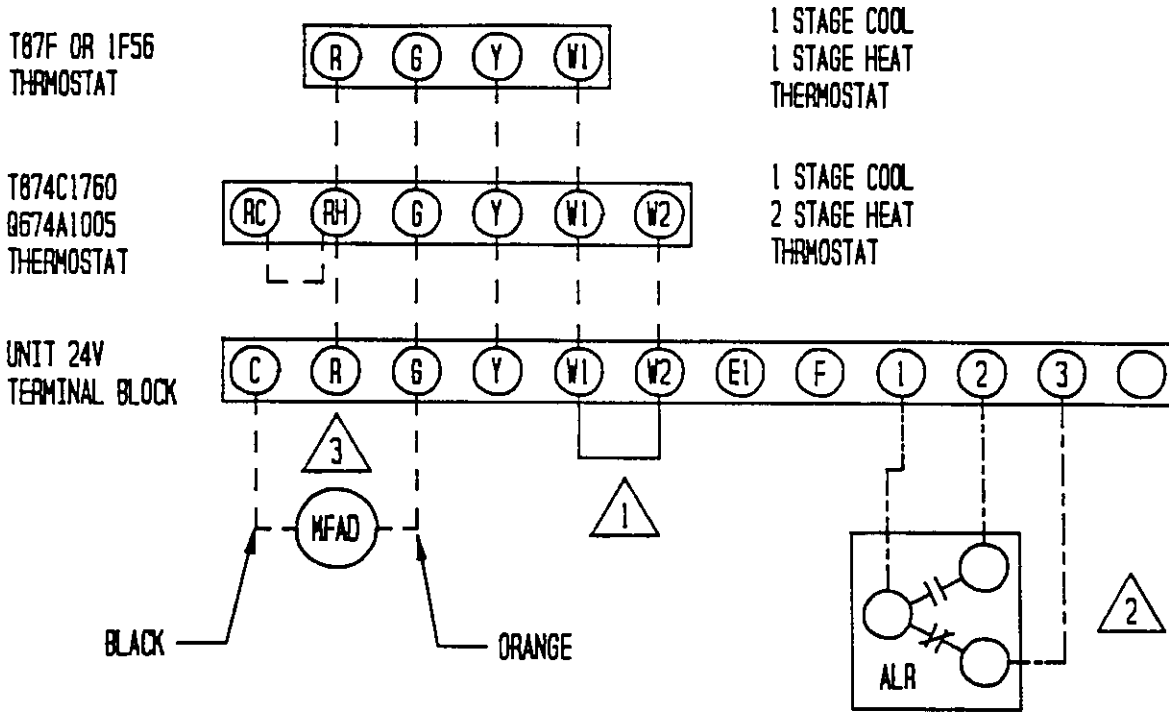 T87F OR 1F56
THRMOSTAT
R G Y W1
1 STAGE COOL
1 STAGE HEAT
THERMOSTAT
T874C1760
Q674A1005
THERMOSTAT
RC RH G Y W1 W2
1 STAGE COOL
2 STAGE HEAT
THRMOSTAT
UNIT 24V
TERMINAL BLOCK
C R G Y W1 W2 E1 F 1 2 3
3
MFAD
1
BLACK
ORANGE
ALR
2